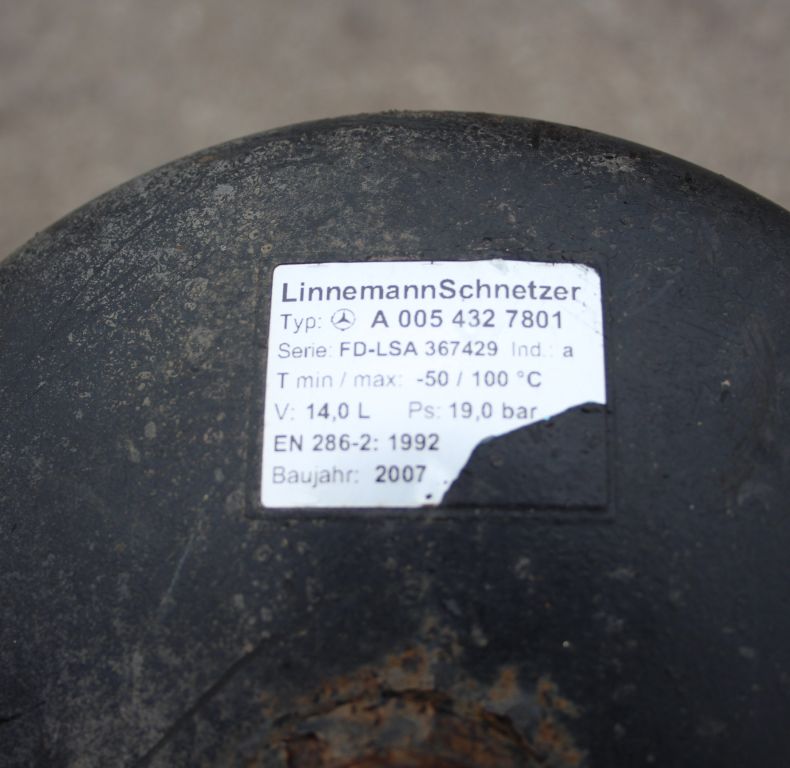 LinnemannSchnetzer
Typ: A 005 432 7801
Serie: FD-LSA 367429 Ind.: a
T min / max: -50 / 100 °C
V: 14,0 L Ps: 19,0 bar
EN 286-2: 1992
Baujahr: 2007